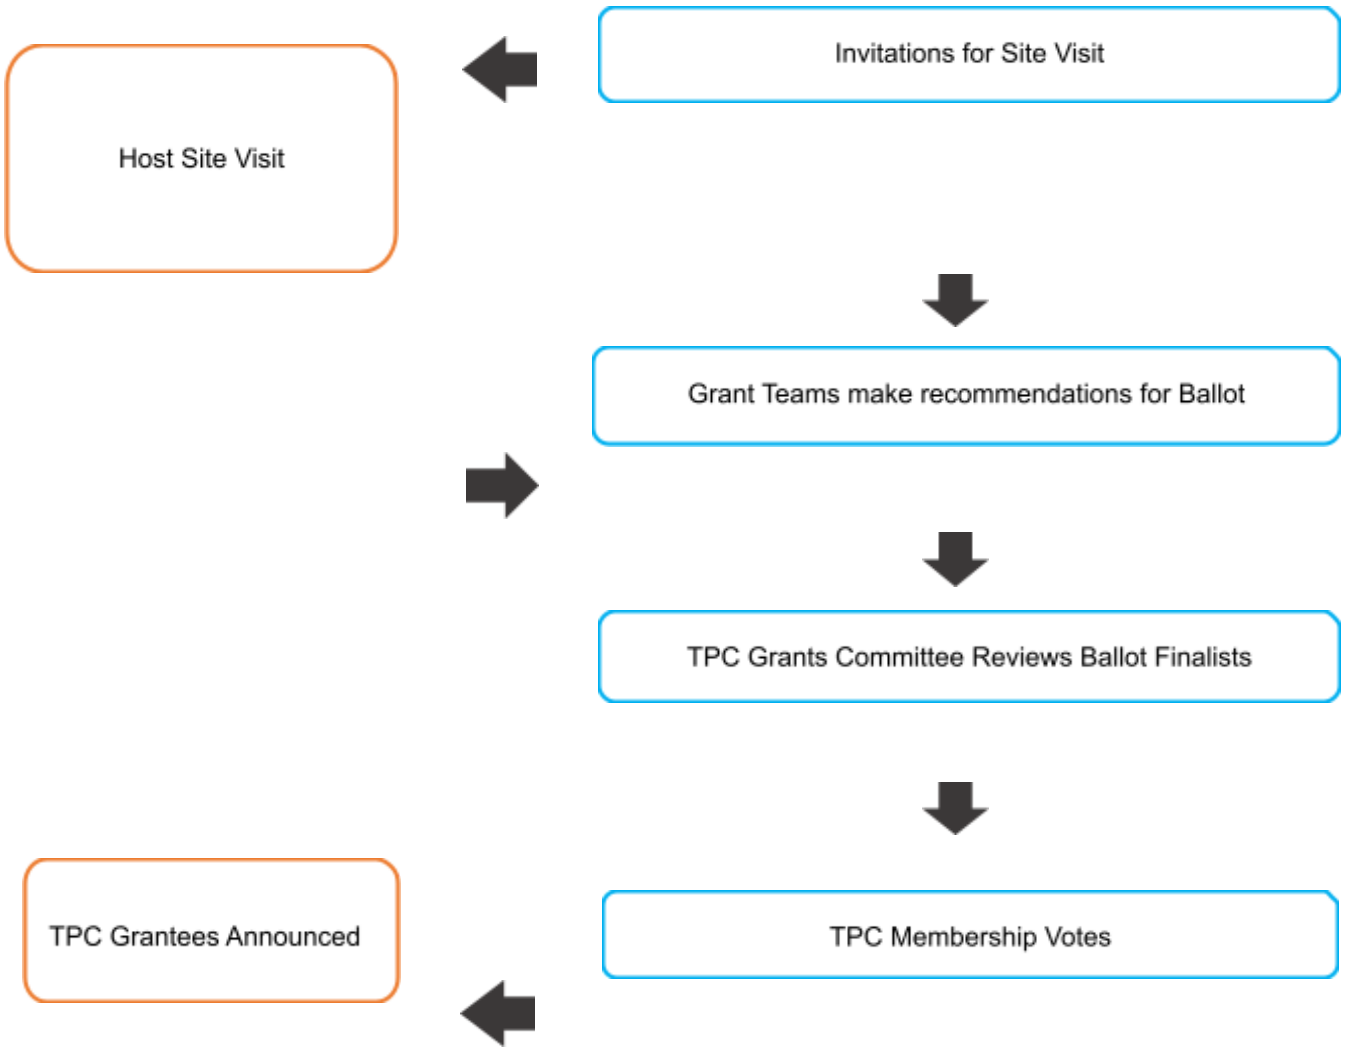 Invitations for Site Visit
Host Site Visit
Grant Teams make recommendations for Ballot
TPC Grants Committee Reviews Ballot Finalists
TPC Membership Votes
TPC Grantees Announced